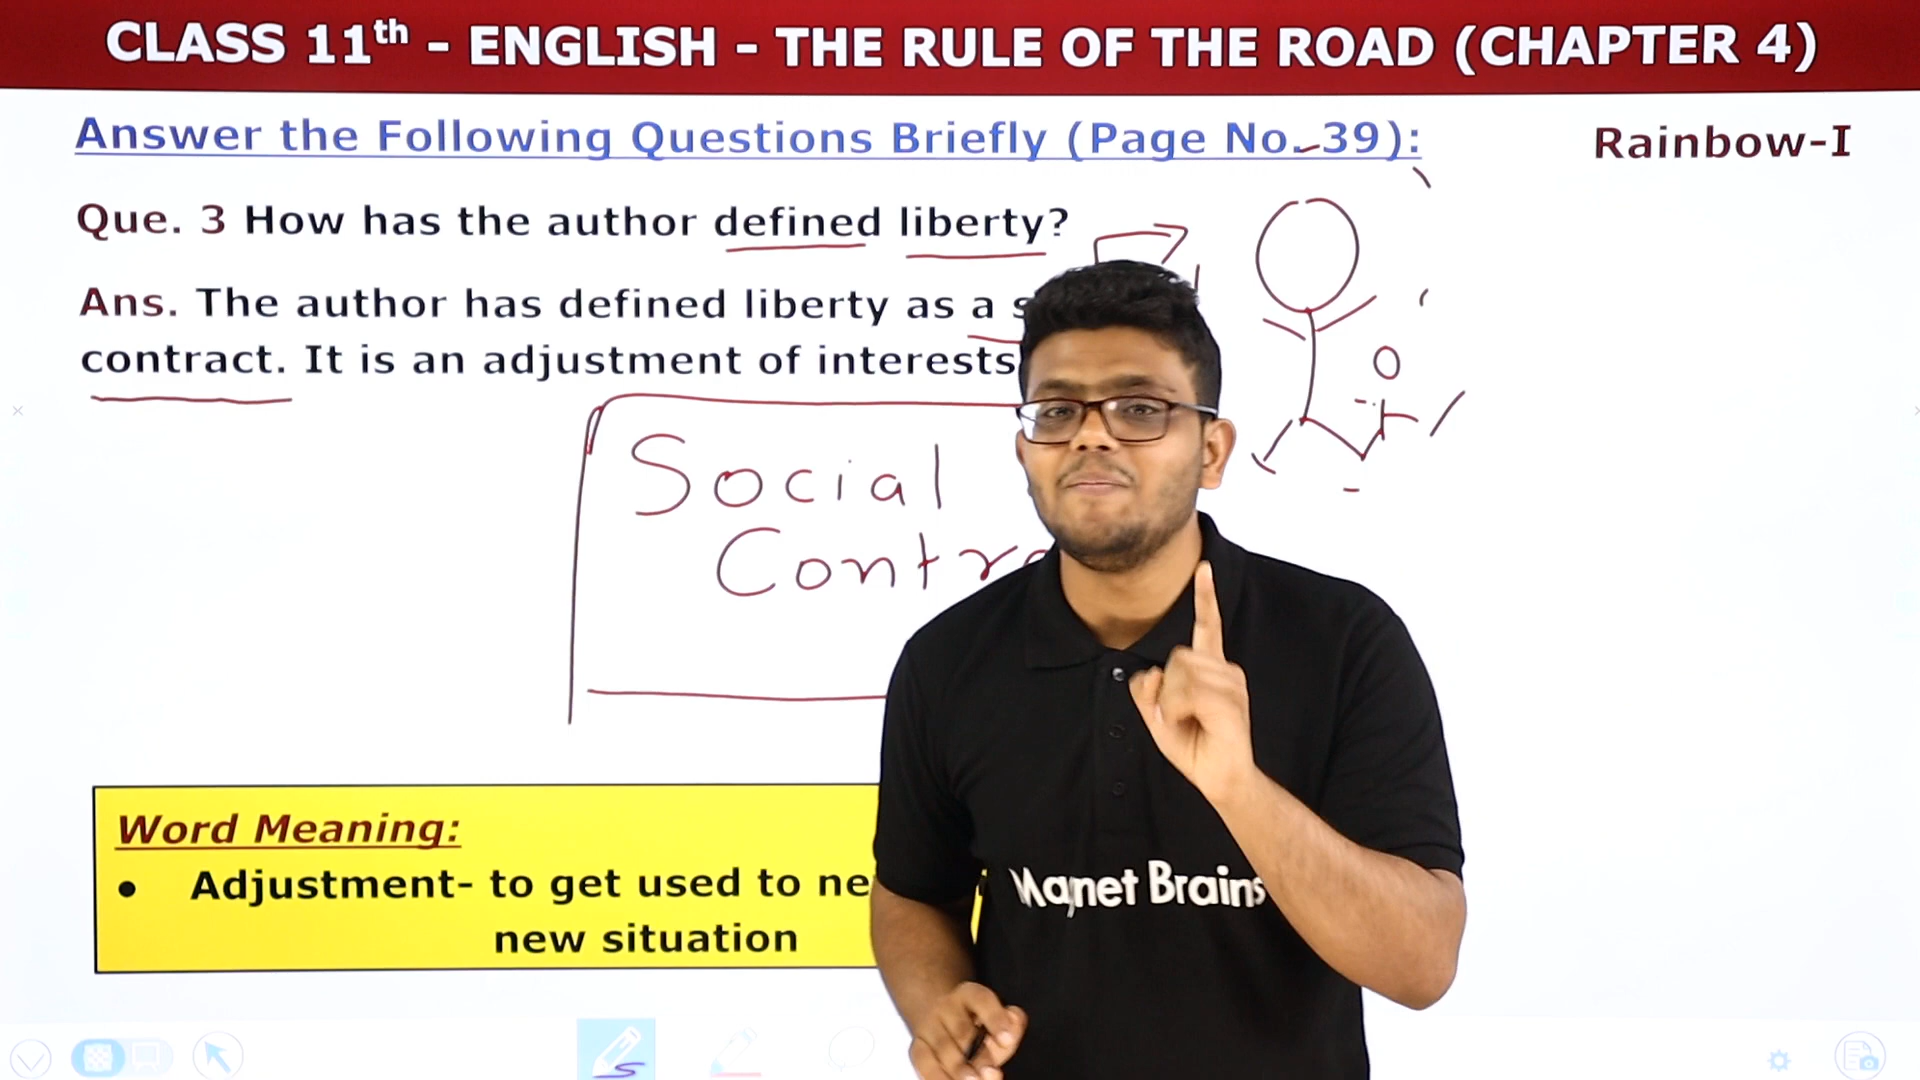 CLASS 11th - ENGLISH - THE RULE OF THE ROAD (CHAPTER 4)
Answer the Following Questions Briefly (Page No. 39):
Rainbow-I
Que. 3 How has the author defined liberty?
Ans. The author has defined liberty as a
contract. It is an adjustment of interests
Social
Word Meaning:
• Adjustment- to get used to
new situation
Magnet Brains